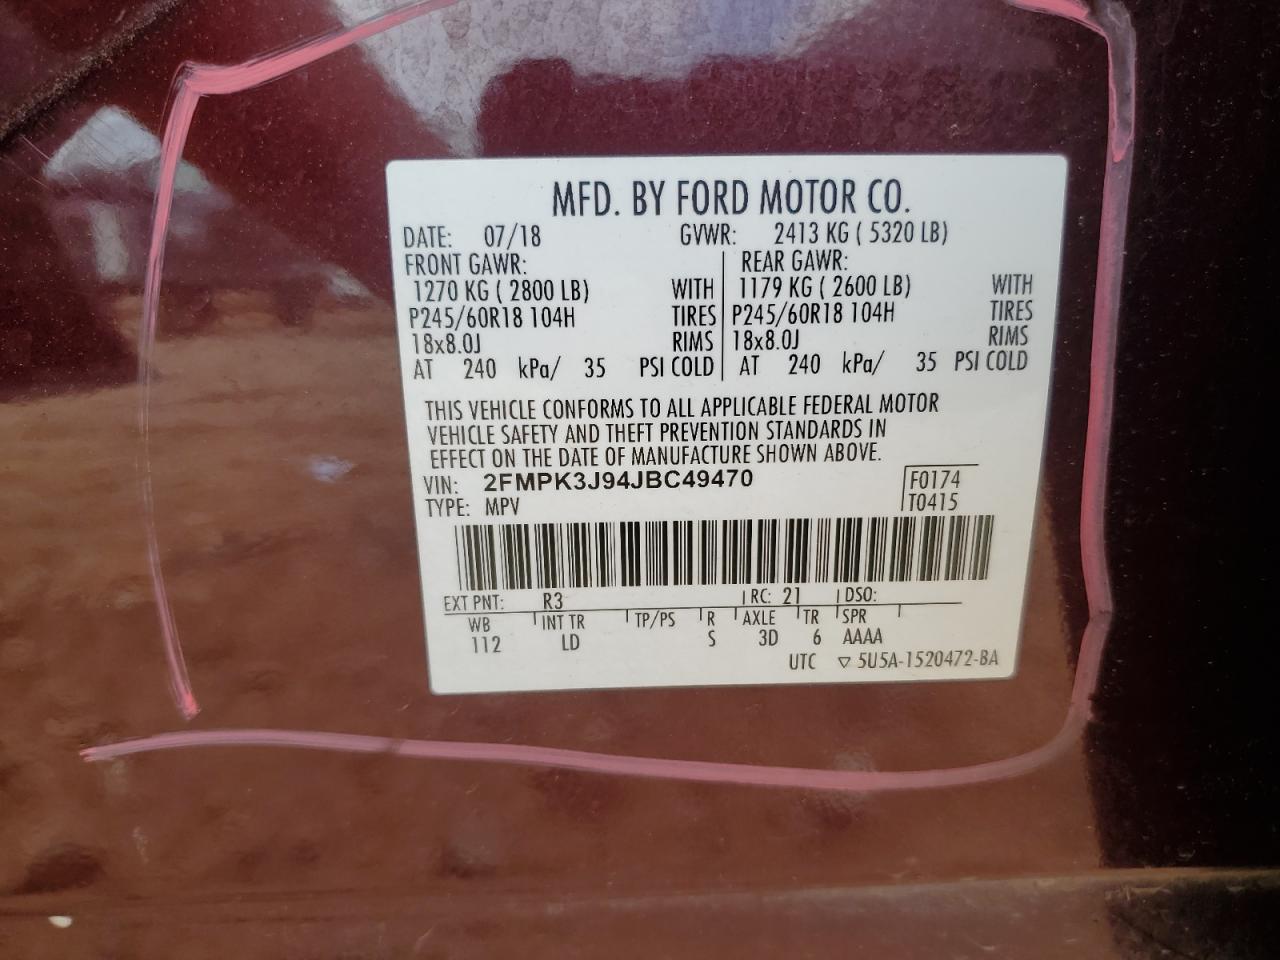 MFD. BY FORD MOTOR CO.
DATE: 07/18 GVWR: 2413 KG ( 5320 LB)
FRONT GAWR: REAR GAWR:
1270 KG ( 2800 LB) WITH 1179 KG ( 2600 LB) WITH
P245/60R18 104H TIRES P245/60R18 104H TIRES
18x8.0J RIMS 18x8.0J RIMS
AT 240 kPa/ 35 PSI COLD AT 240 kPa/ 35 PSI COLD
THIS VEHICLE CONFORMS TO ALL APPLICABLE FEDERAL MOTOR
VEHICLE SAFETY AND THEFT PREVENTION STANDARDS IN
EFFECT ON THE DATE OF MANUFACTURE SHOWN ABOVE.
VIN: 2FMPK3J94JBC49470 F0174
TYPE: MPV T0415
EXT PNT: R3 RC: 21 DSO:
WB INT TR TP/PS R AXLE TR SPR
112 LD S 3D 6 AAAA
UTC ▽ 5U5A-1520472-BA